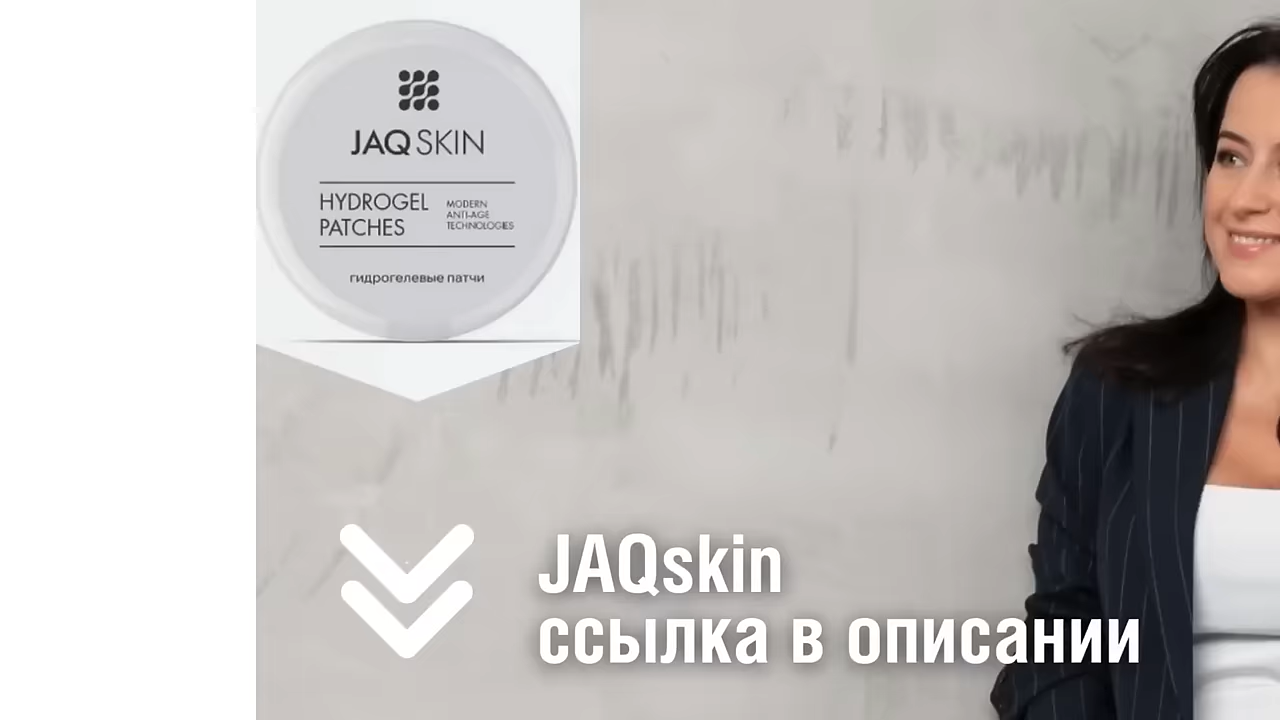 JAQ SKIN
HYDROGEL
PATCHES
MODERN
ANTI-AGE
TECHNOLOGIES
гидрогелевые патчи
JAQskin
ссылка в описании